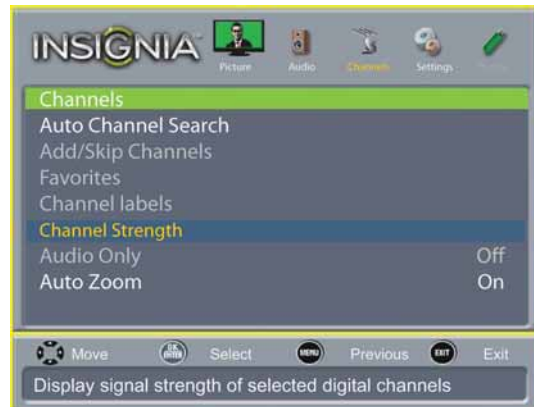 INSIGNIA
Picture Audio Channels Settings
Channels
Auto Channel Search
Add/Skip Channels
Favorites
Channel labels
Channel Strength
Audio Only Off
Auto Zoom On
Move OK ENTER Select MENU Previous EXIT Exit
Display signal strength of selected digital channels